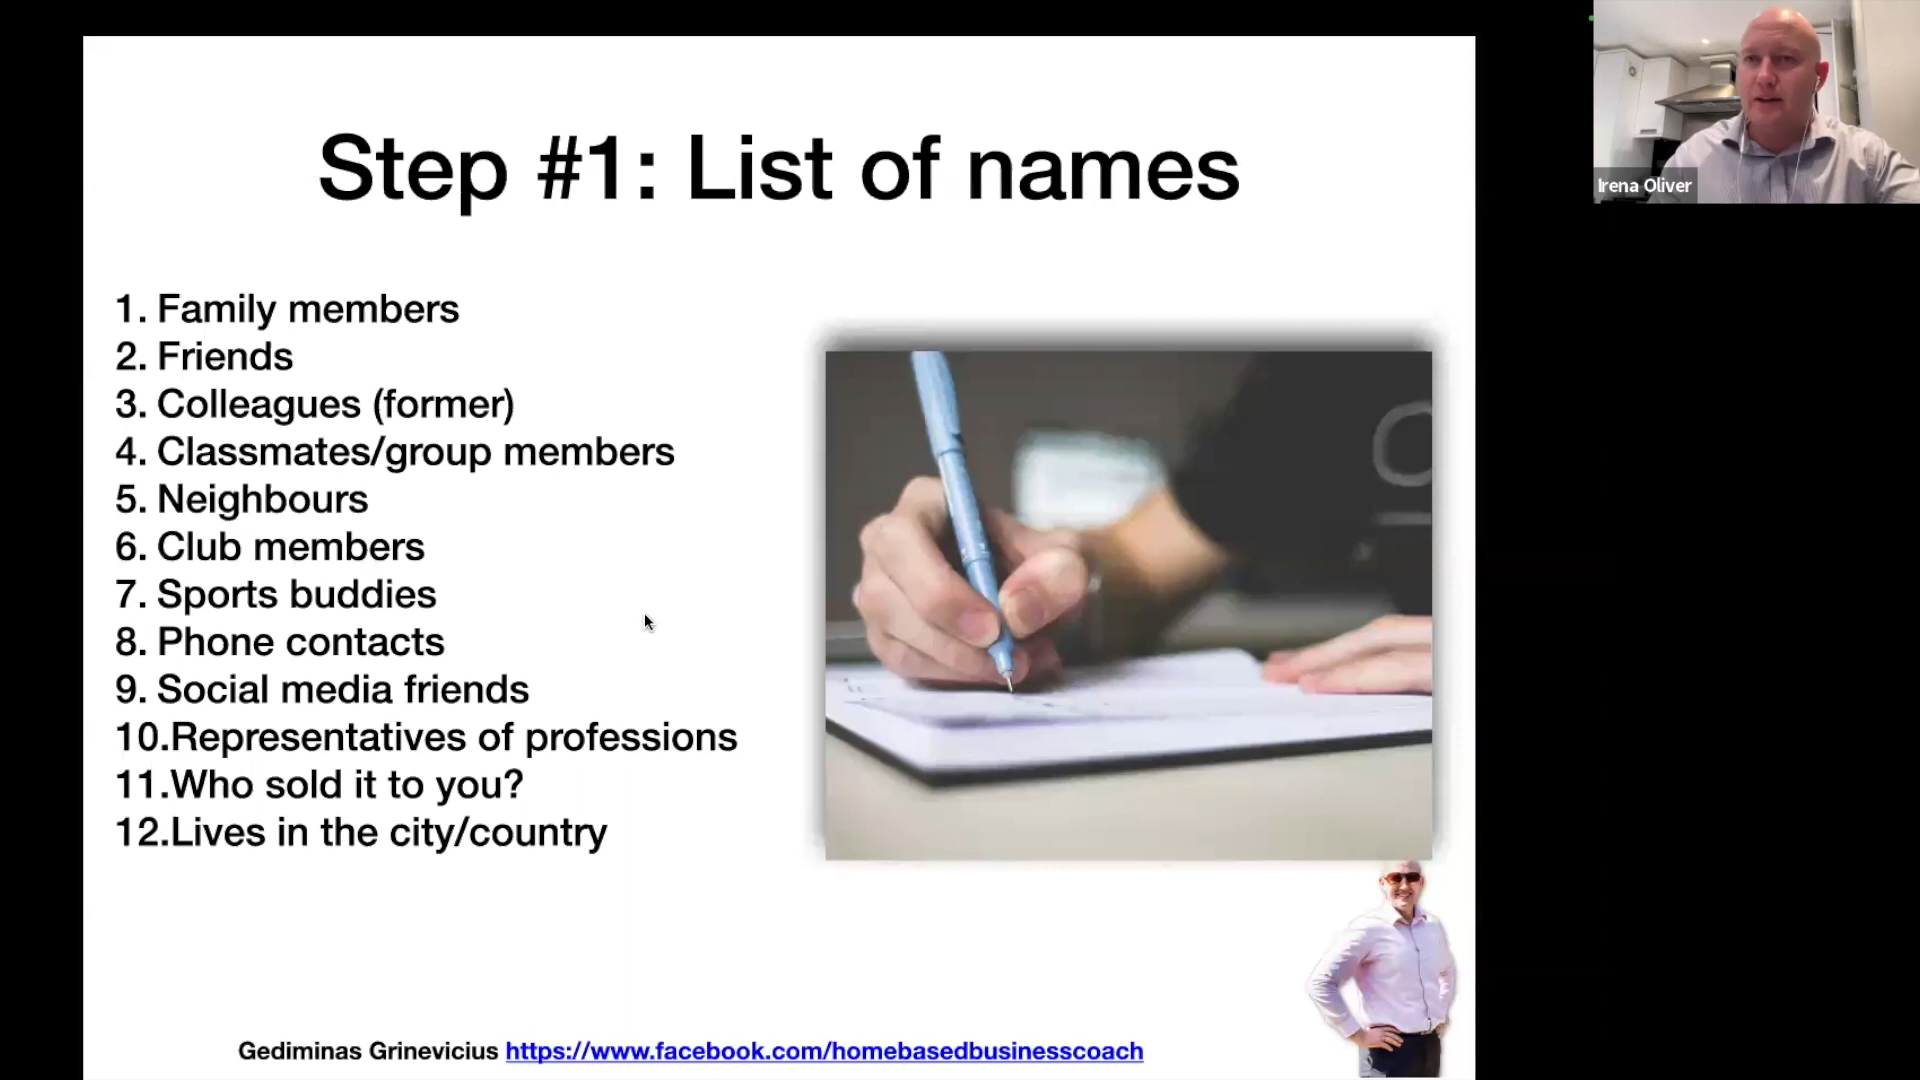 Step #1: List of names
1. Family members
2. Friends
3. Colleagues (former)
4. Classmates/group members
5. Neighbours
6. Club members
7. Sports buddies
8. Phone contacts
9. Social media friends
10.Representatives of professions
11.Who sold it to you?
12.Lives in the city/country
Gediminas Grinevicius https://www.facebook.com/homebasedbusinesscoach
Irena Oliver